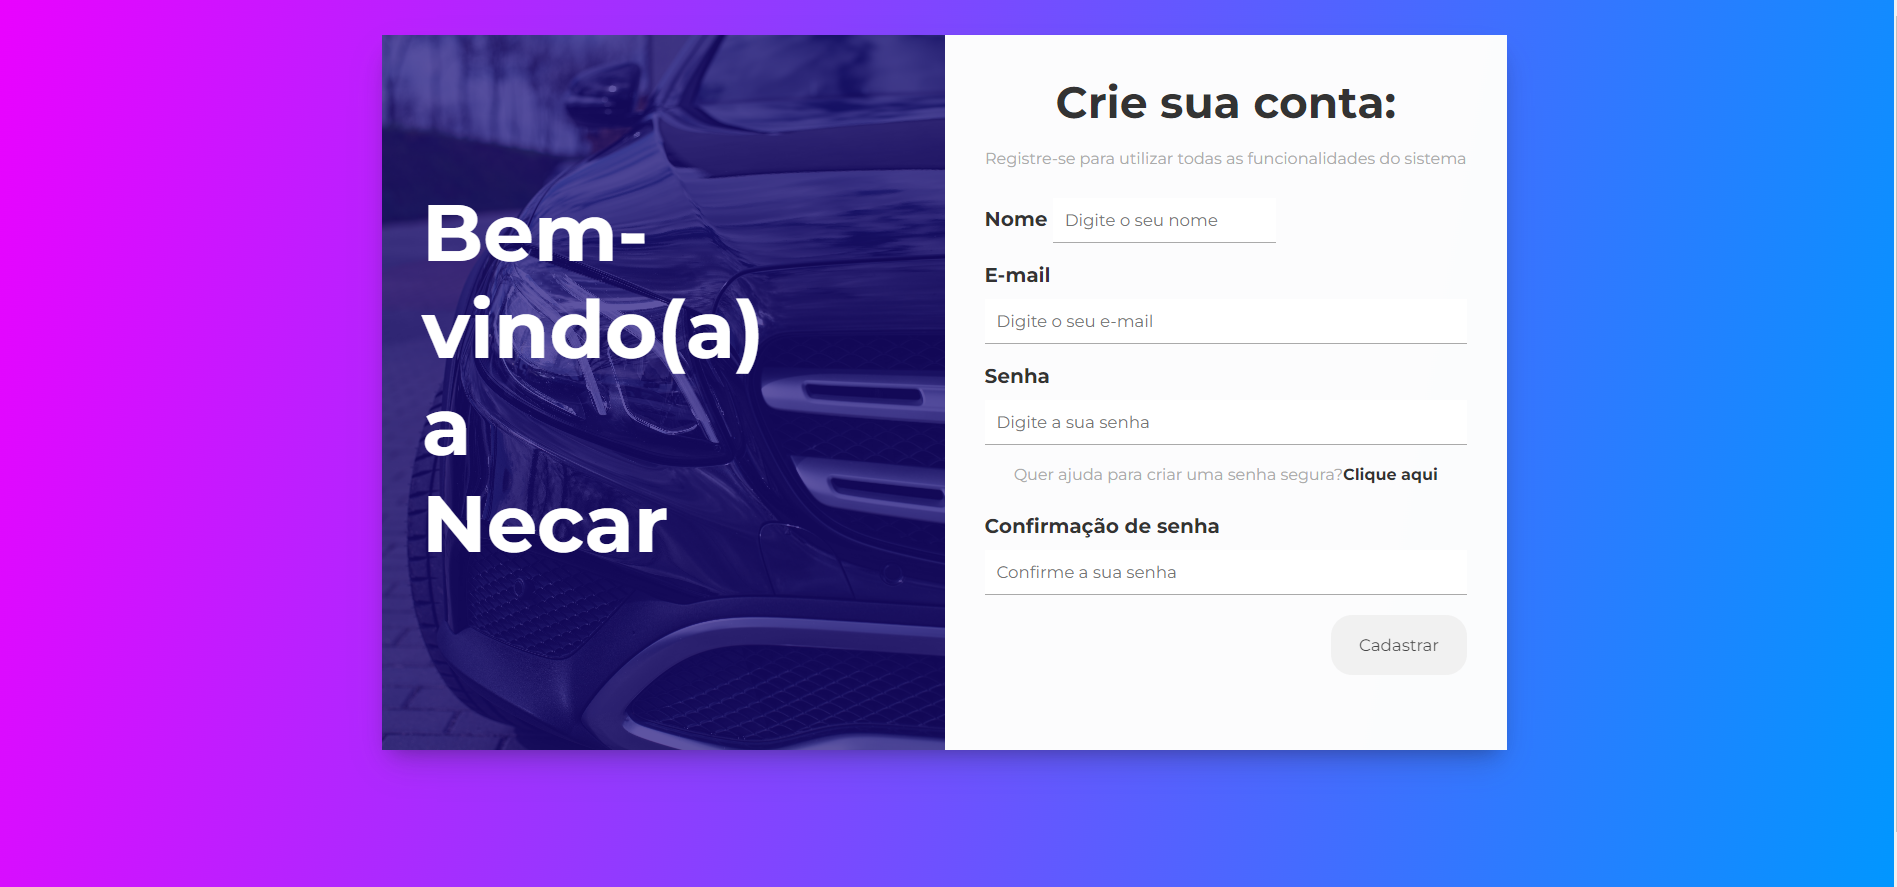 Bem-
vindo(a)
a
Necar
Crie sua conta:
Registre-se para utilizar todas as funcionalidades do sistema
Nome Digite o seu nome
E-mail
Digite o seu e-mail
Senha
Digite a sua senha
Quer ajuda para criar uma senha segura?Clique aqui
Confirmação de senha
Confirme a sua senha
Cadastrar